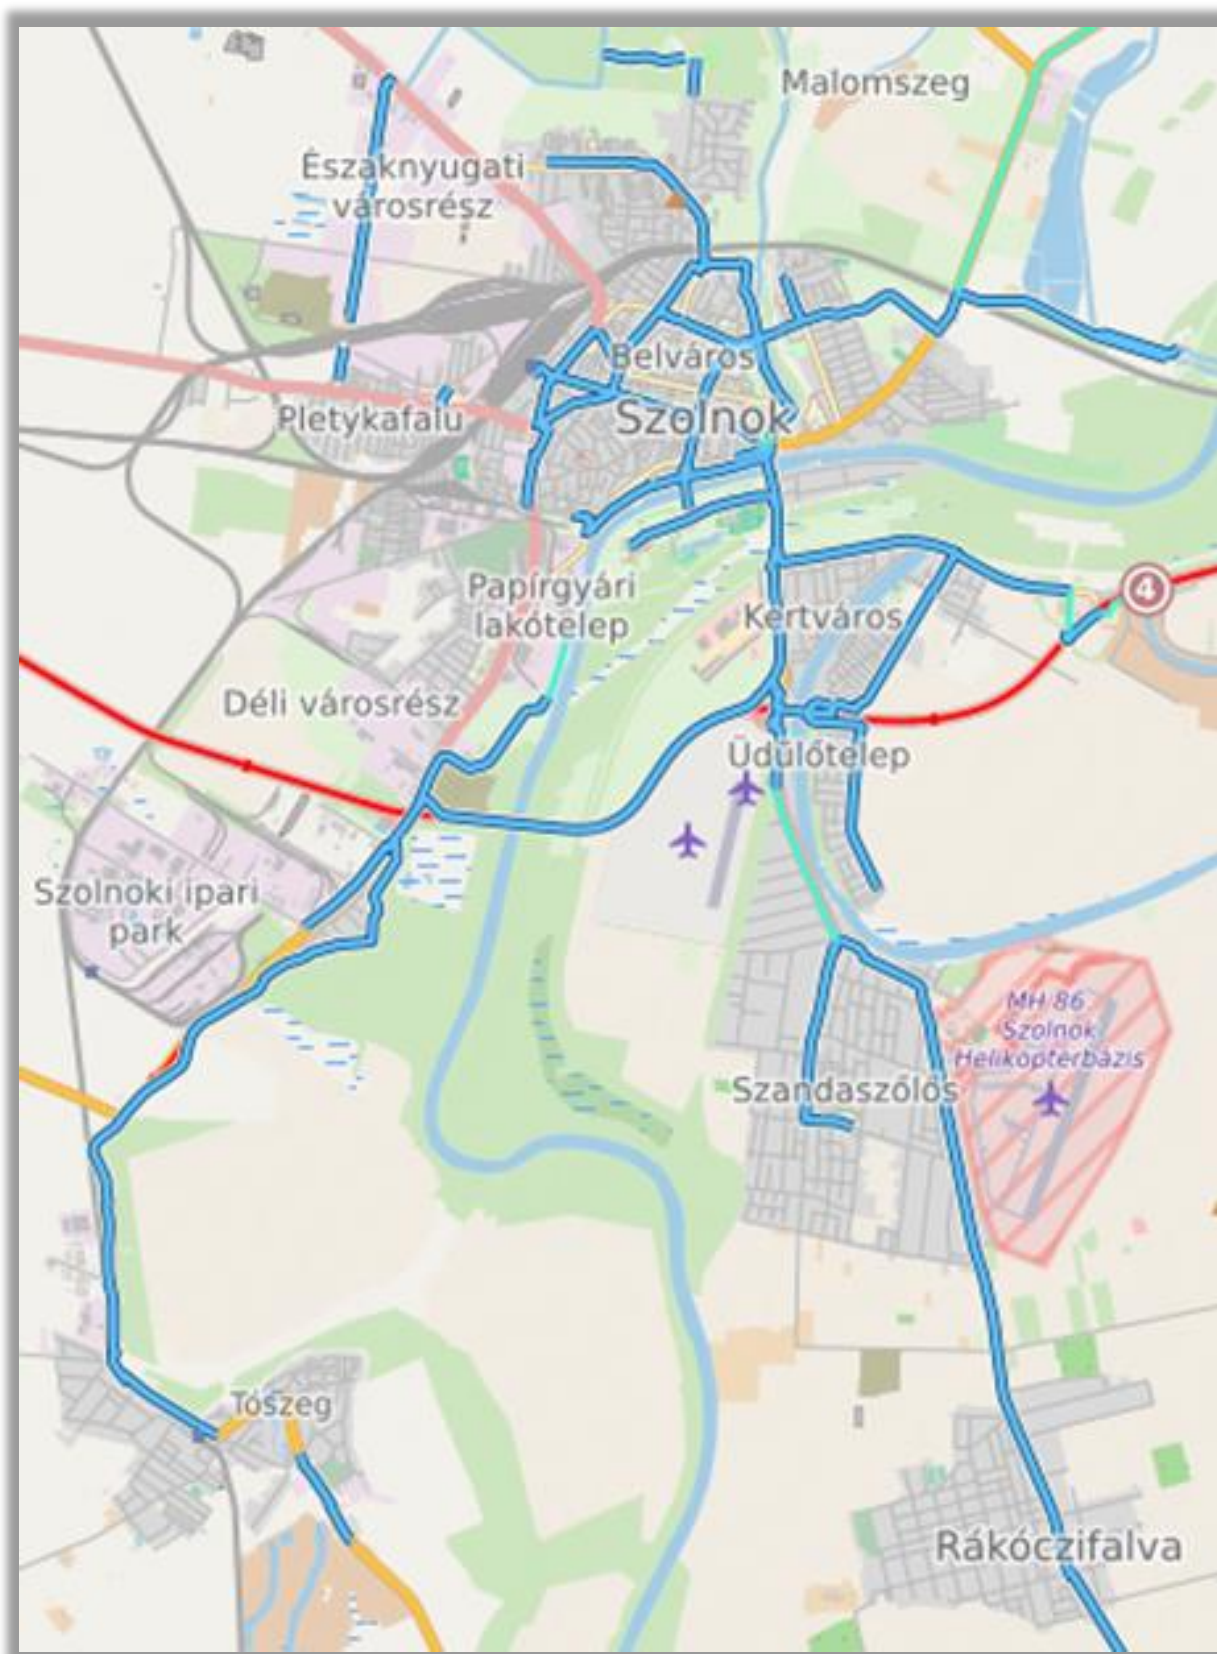 Malomszeg
Északnyugati
városrész
Belváros
Szolnok
Pletykafalu
4
Papírgyári
lakótelep
Kertváros
Déli városrész
Üdülőtelep
Szolnoki ipari
park
MH 86
Szolnok
Helikopterbázis
Szandaszőlős
Tószeg
Rákóczifalva